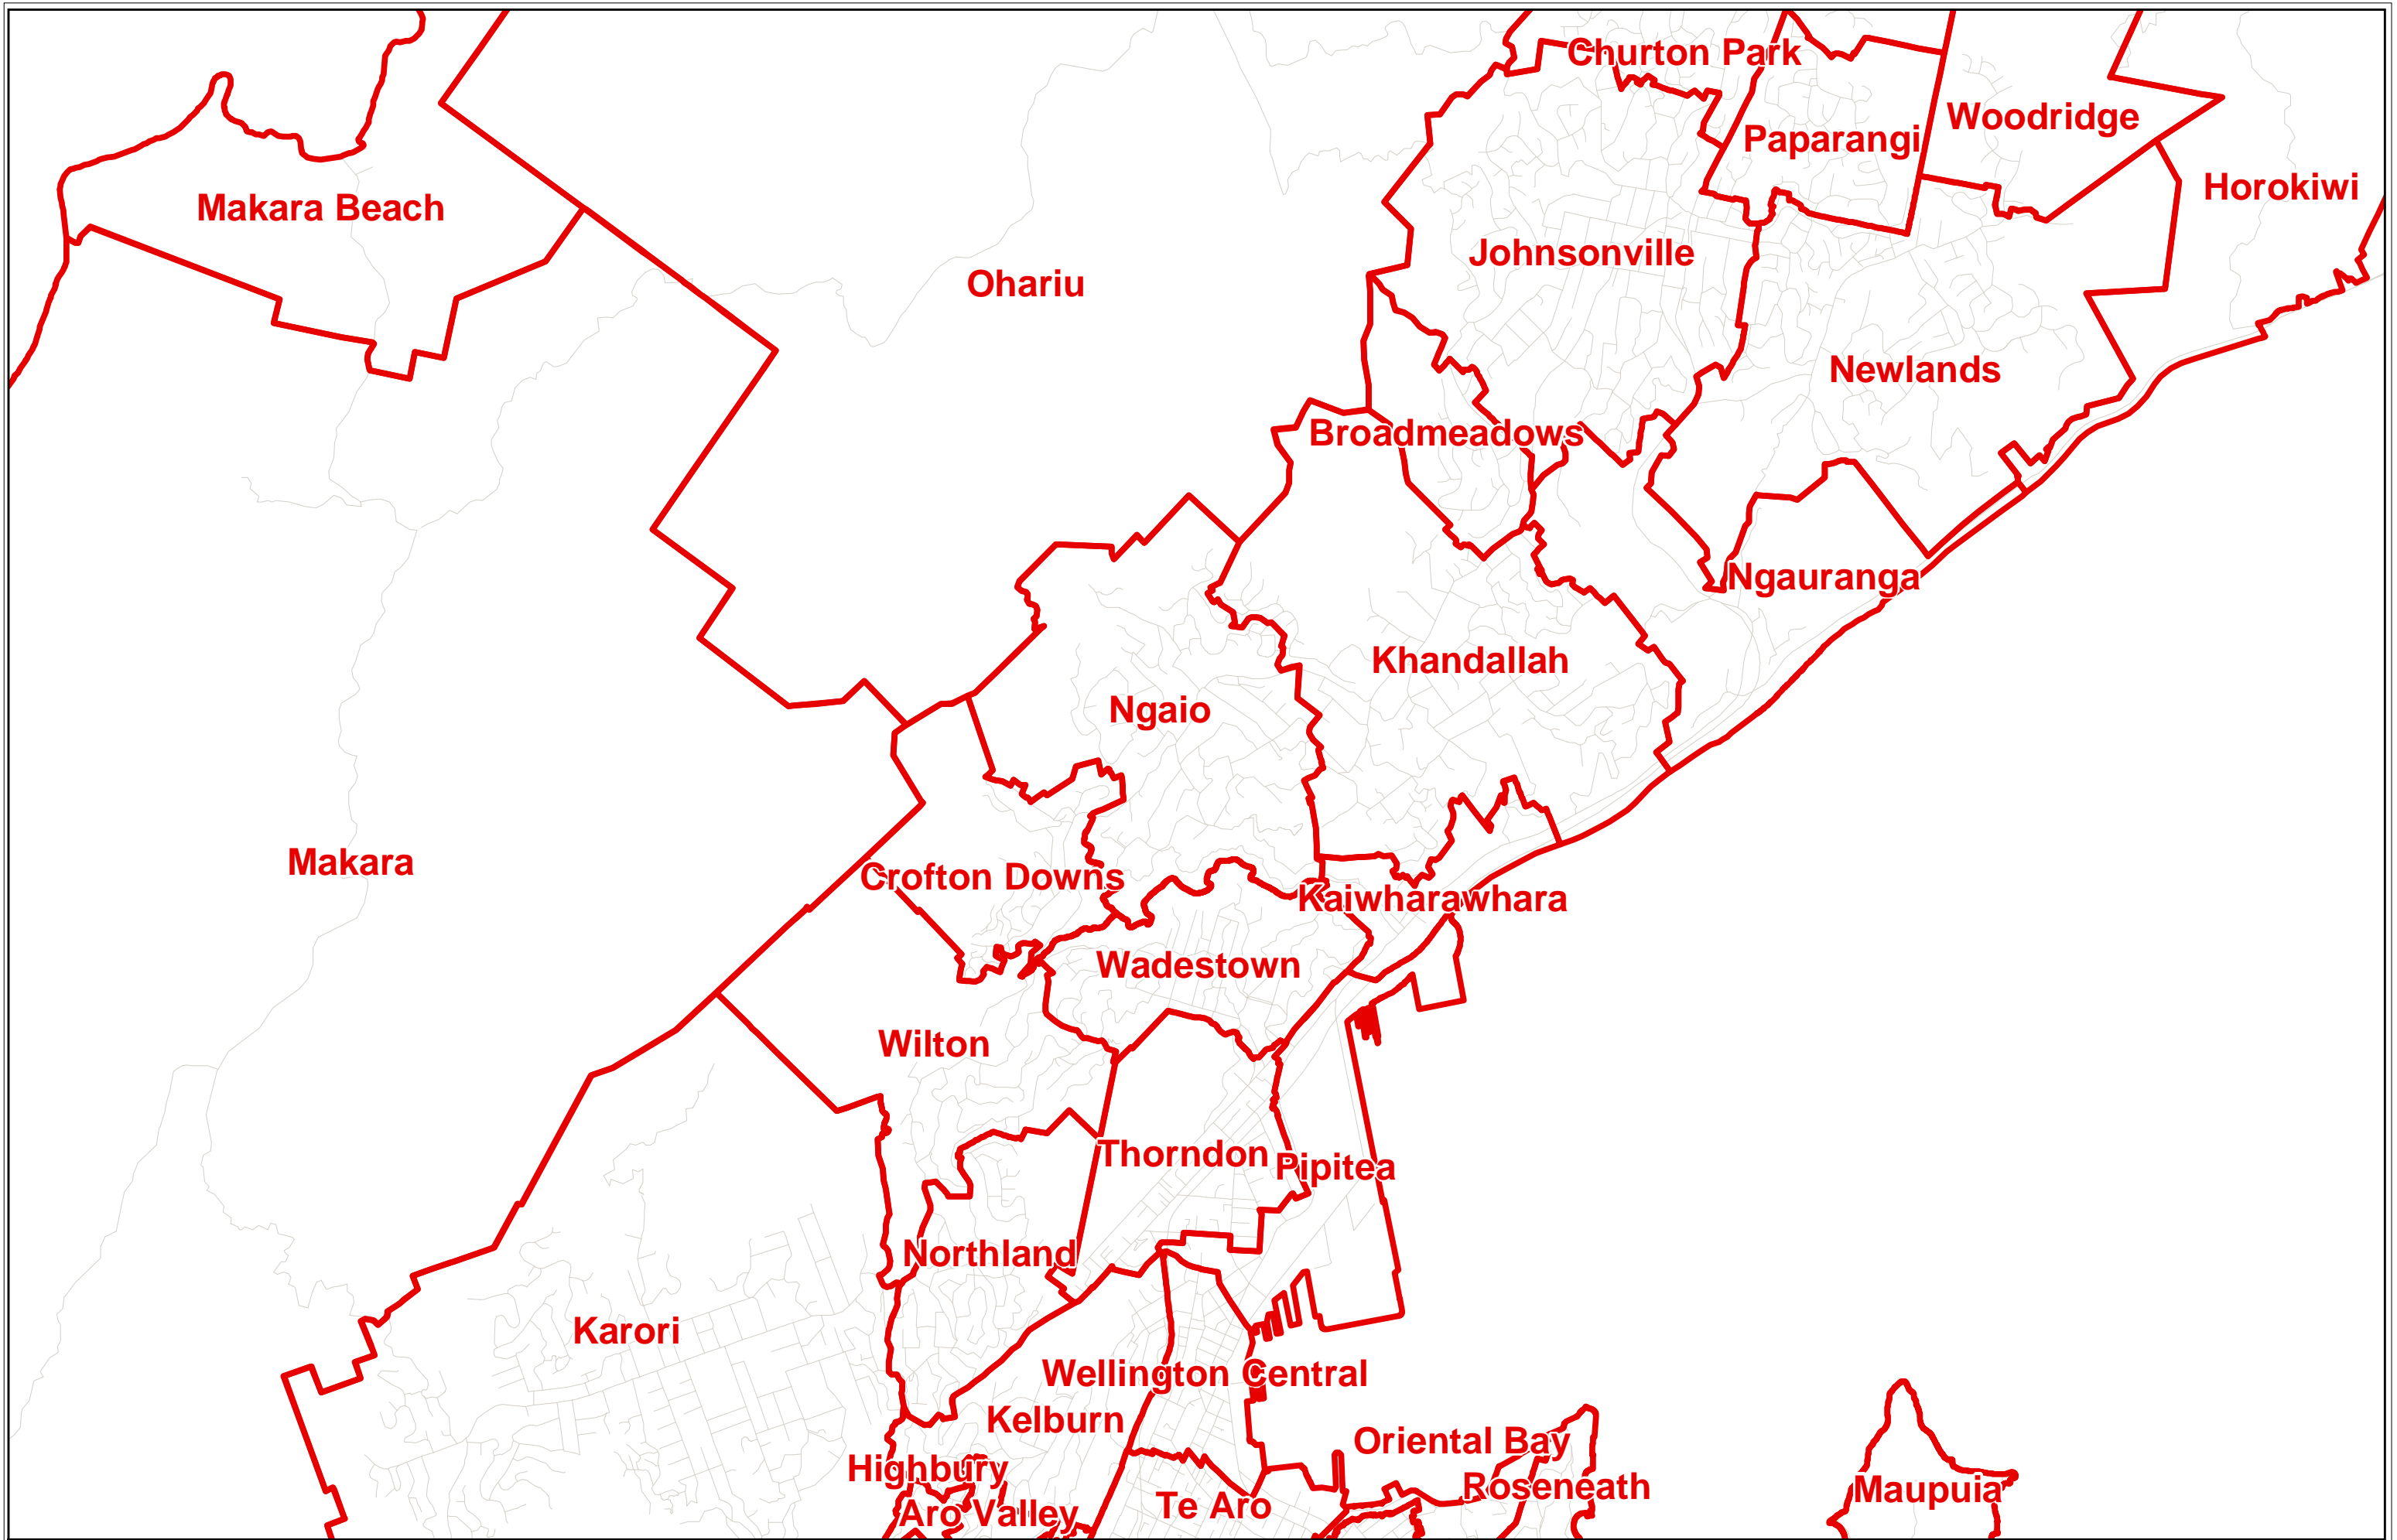 Churton Park
Woodridge
Paparangi
Horokiwi
Makara Beach
Johnsonville
Ohariu
Newlands
Broadmeadows
Ngauranga
Khandallah
Ngaio
Makara
Crofton Downs
Kaiwharawhara
Wadestown
Wilton
Thorndon
Pipitea
Northland
Karori
Wellington Central
Kelburn
Oriental Bay
Highbury
Roseneath
Maupuia
Te Aro
Aro Valley